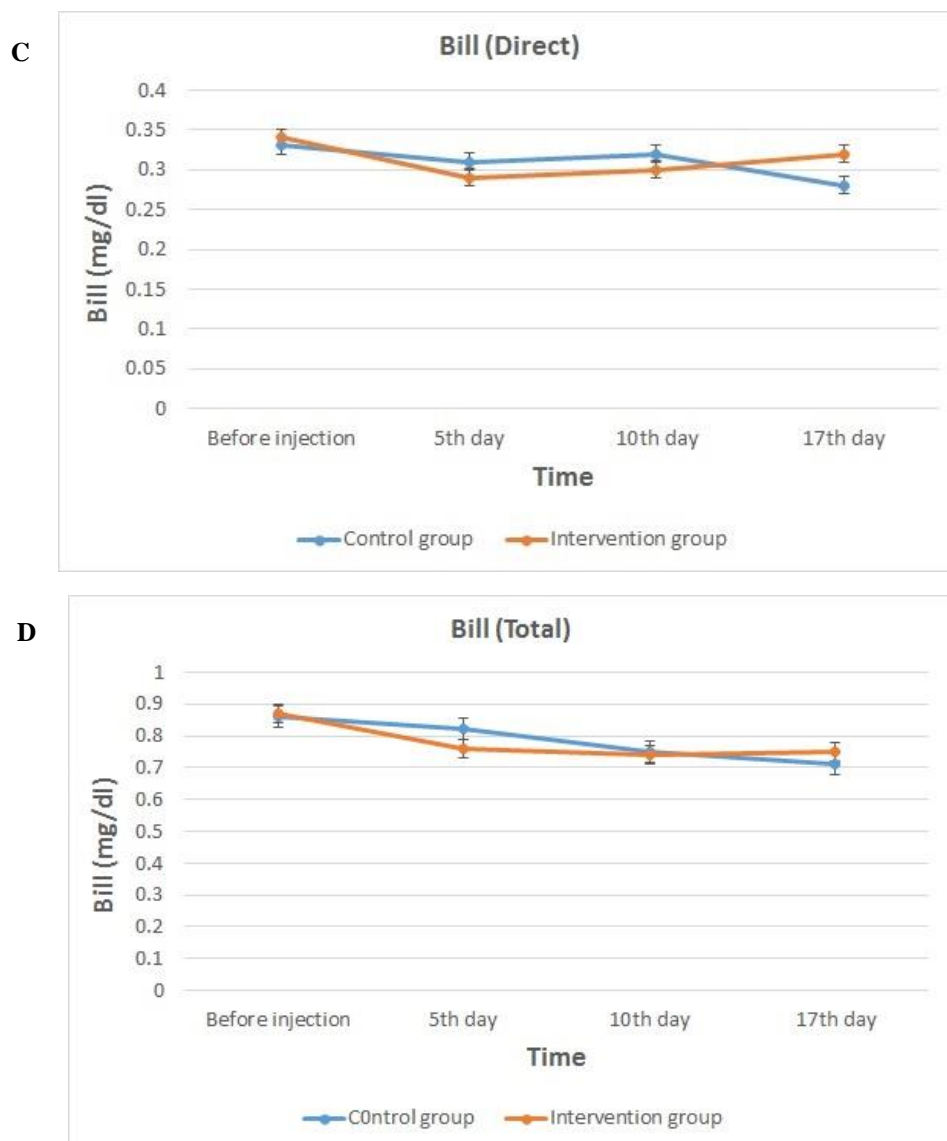 C
Bill (Direct)
0.4
0.35
0.3
0.25
0.2
0.15
0.1
0.05
0
Bill (mg/dl)
Before injection 5th day 10th day 17th day
Time
Control group Intervention group
D
Bill (Total)
1
0.9
0.8
0.7
0.6
0.5
0.4
0.3
0.2
0.1
0
Bill (mg/dl)
Before injection 5th day 10th day 17th day
Time
C0ntrol group Intervention group